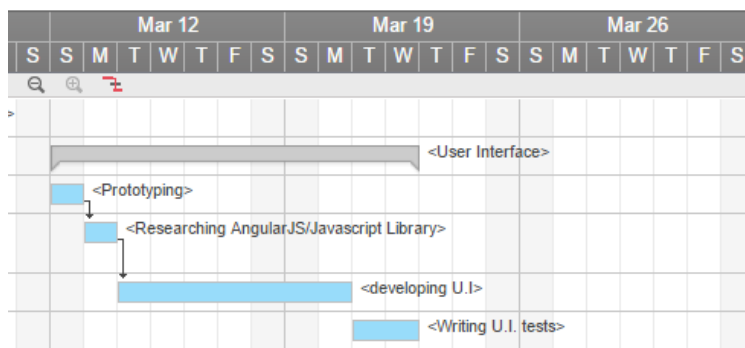 Mar 12 Mar 19 Mar 26
S S M T W T F S S M T W T F S S M T W T F S
>
<User Interface>
<Prototyping>
<Researching AngularJS/Javascript Library>
<developing U.I>
<Writing U.I. tests>